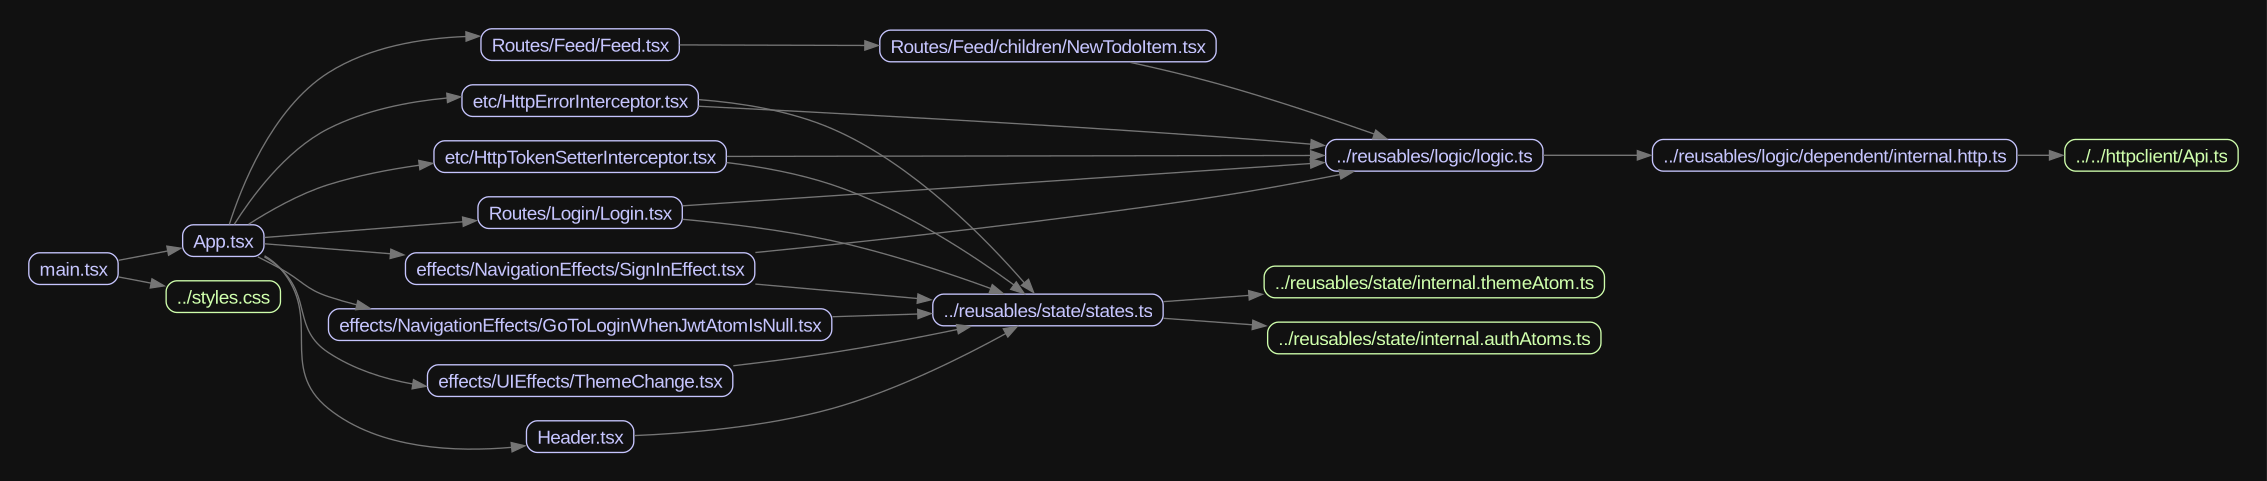 Routes/Feed/Feed.tsx
Routes/Feed/children/NewTodoItem.tsx
etc/HttpErrorInterceptor.tsx
etc/HttpTokenSetterInterceptor.tsx
../reusables/logic/logic.ts
../reusables/logic/dependent/internal.http.ts
../../httpclient/Api.ts
Routes/Login/Login.tsx
App.tsx
main.tsx
effects/NavigationEffects/SignInEffect.tsx
../styles.css
../reusables/state/internal.themeAtom.ts
effects/NavigationEffects/GoToLoginWhenJwtAtomIsNull.tsx
../reusables/state/states.ts
../reusables/state/internal.authAtoms.ts
effects/UIEffects/ThemeChange.tsx
Header.tsx